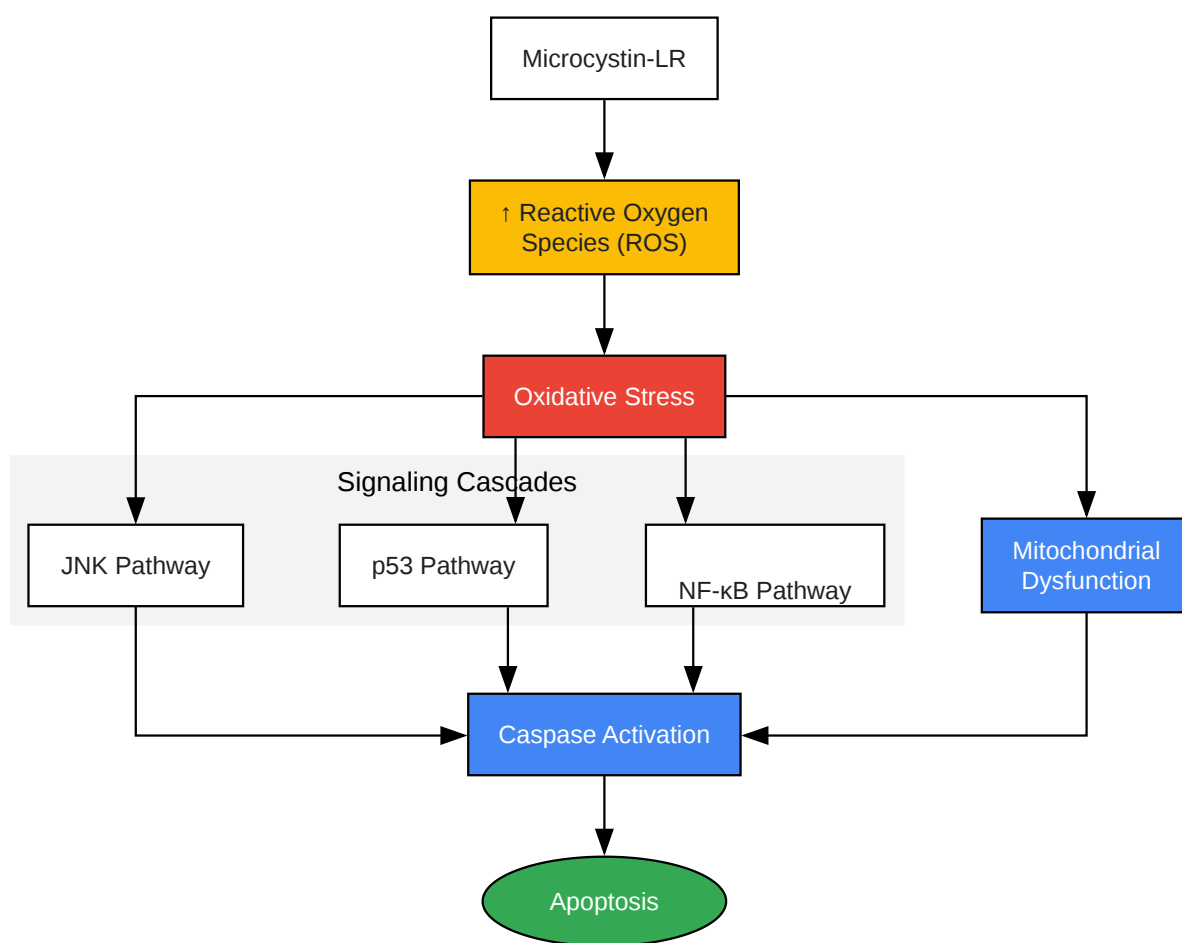 Microcystin-LR
↑ Reactive Oxygen
Species (ROS)
Oxidative Stress
Signaling Cascades
JNK Pathway
p53 Pathway
NF-κB Pathway
Mitochondrial
Dysfunction
Caspase Activation
Apoptosis